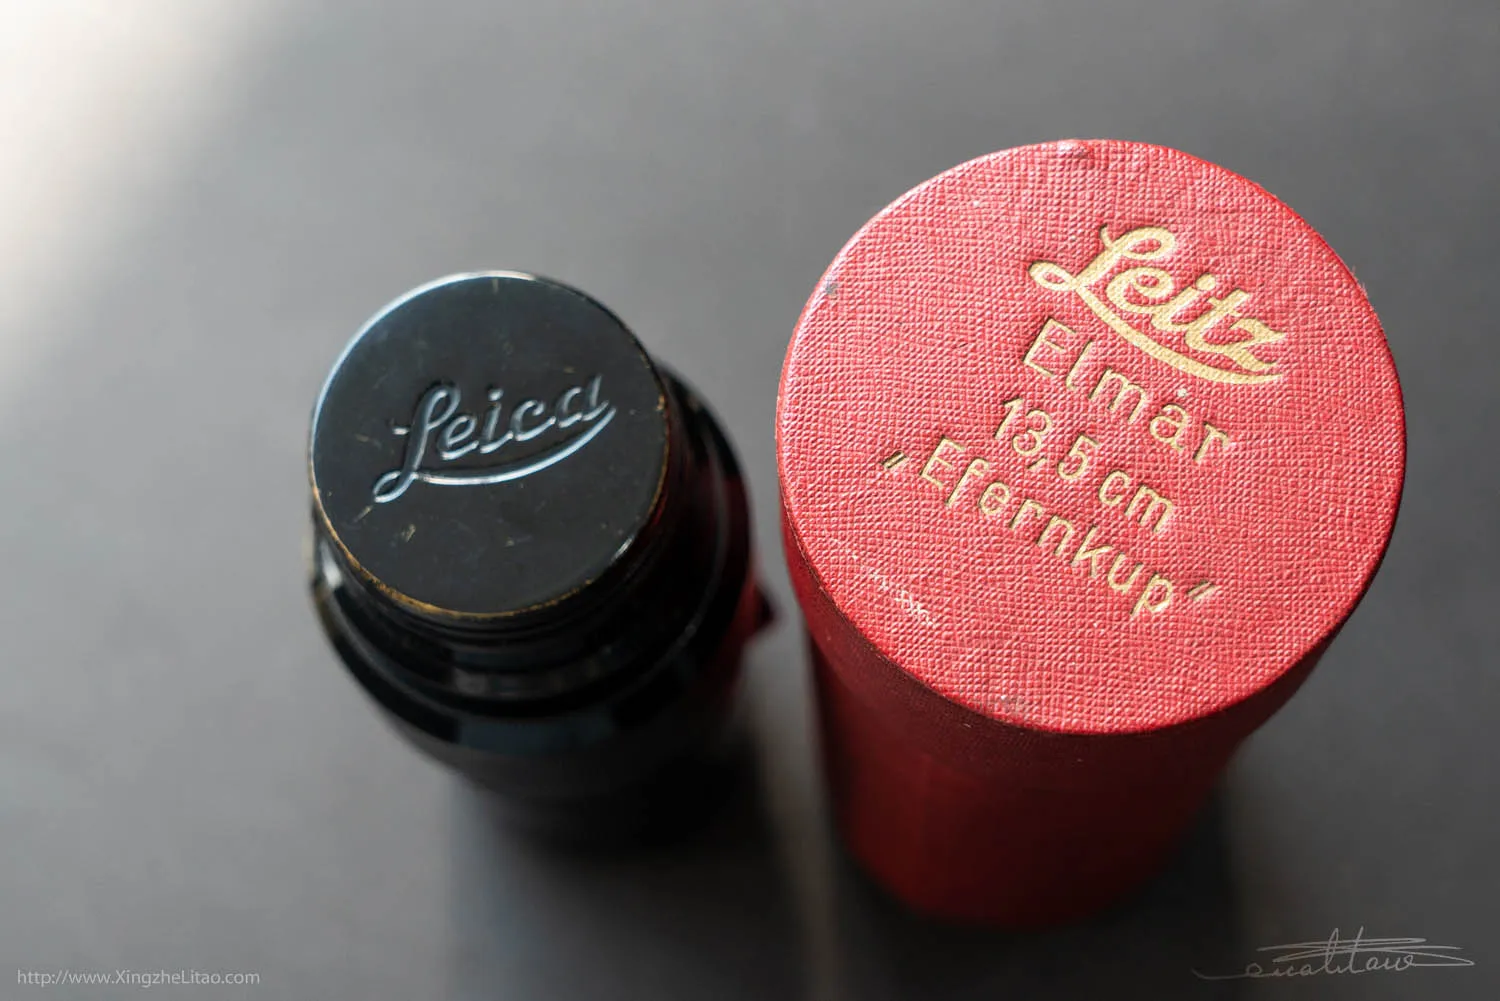 Leica
Leitz
Elmar
13,5 cm
„Efernkup“
http://www.XingzheLitao.com